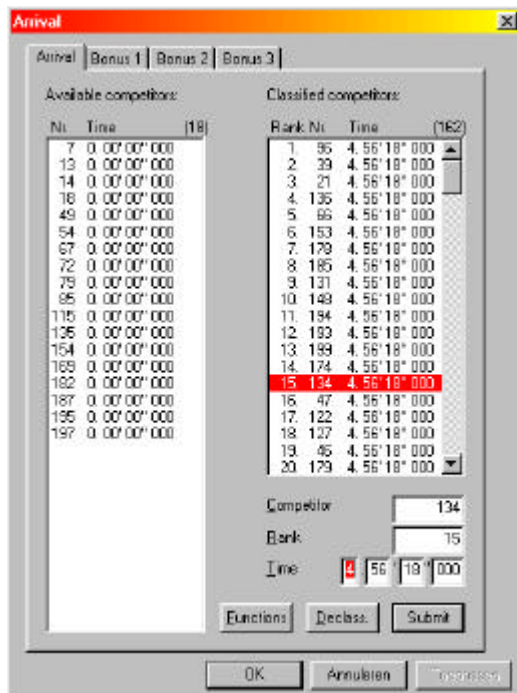 Arrival
Arrival Bonus 1 Bonus 2 Bonus 3
Available competitors:
Nr. Time (18)
7 0. 00' 00" 000
13 0. 00' 00" 000
14 0. 00' 00" 000
18 0. 00' 00" 000
49 0. 00' 00" 000
54 0. 00' 00" 000
67 0. 00' 00" 000
72 0. 00' 00" 000
79 0. 00' 00" 000
85 0. 00' 00" 000
115 0. 00' 00" 000
135 0. 00' 00" 000
154 0. 00' 00" 000
169 0. 00' 00" 000
182 0. 00' 00" 000
187 0. 00' 00" 000
195 0. 00' 00" 000
197 0. 00' 00" 000
Classified competitors:
Rank Nr. Time (162)
1. 96 4. 56' 18" 000
2. 39 4. 56' 18" 000
3. 21 4. 56' 18" 000
4. 136 4. 56' 18" 000
5. 66 4. 56' 18" 000
6. 153 4. 56' 18" 000
7. 178 4. 56' 18" 000
8. 185 4. 56' 18" 000
9. 131 4. 56' 18" 000
10. 148 4. 56' 18" 000
11. 194 4. 56' 18" 000
12. 193 4. 56' 18" 000
13. 199 4. 56' 18" 000
14. 174 4. 56' 18" 000
15. 134 4. 56' 18" 000
16. 47 4. 56' 18" 000
17. 122 4. 56' 18" 000
18. 127 4. 56' 18" 000
19. 46 4. 56' 18" 000
20. 179 4. 56' 18" 000
Competitor 134
Rank 15
Time 4 56 ' 18 " 000
Functions Declass. Submit
OK Annuleren Toepassen